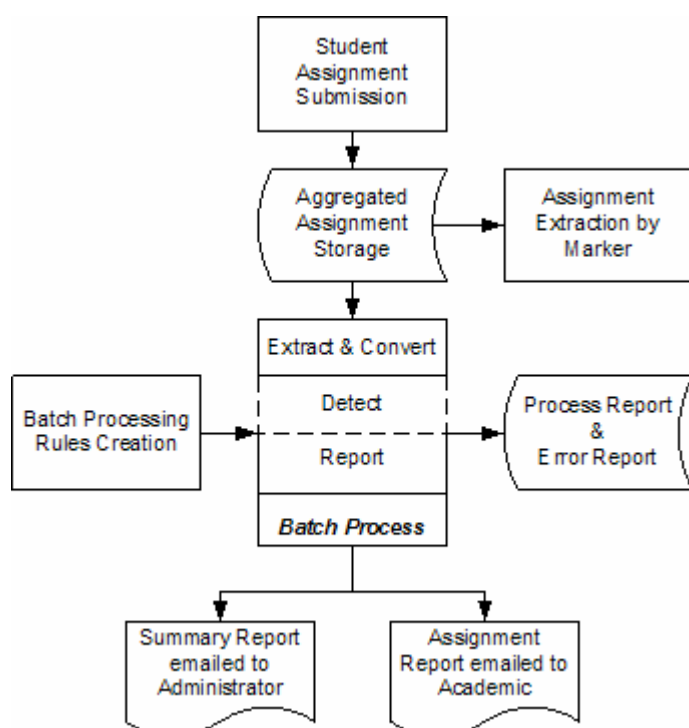 Student
Assignment
Submission
Aggregated
Assignment
Storage
Assignment
Extraction by
Marker
Extract & Convert
Batch Processing
Rules Creation
Detect
Report
Process Report
&
Error Report
Batch Process
Summary Report
emailed to
Administrator
Assignment
Report emailed to
Academic